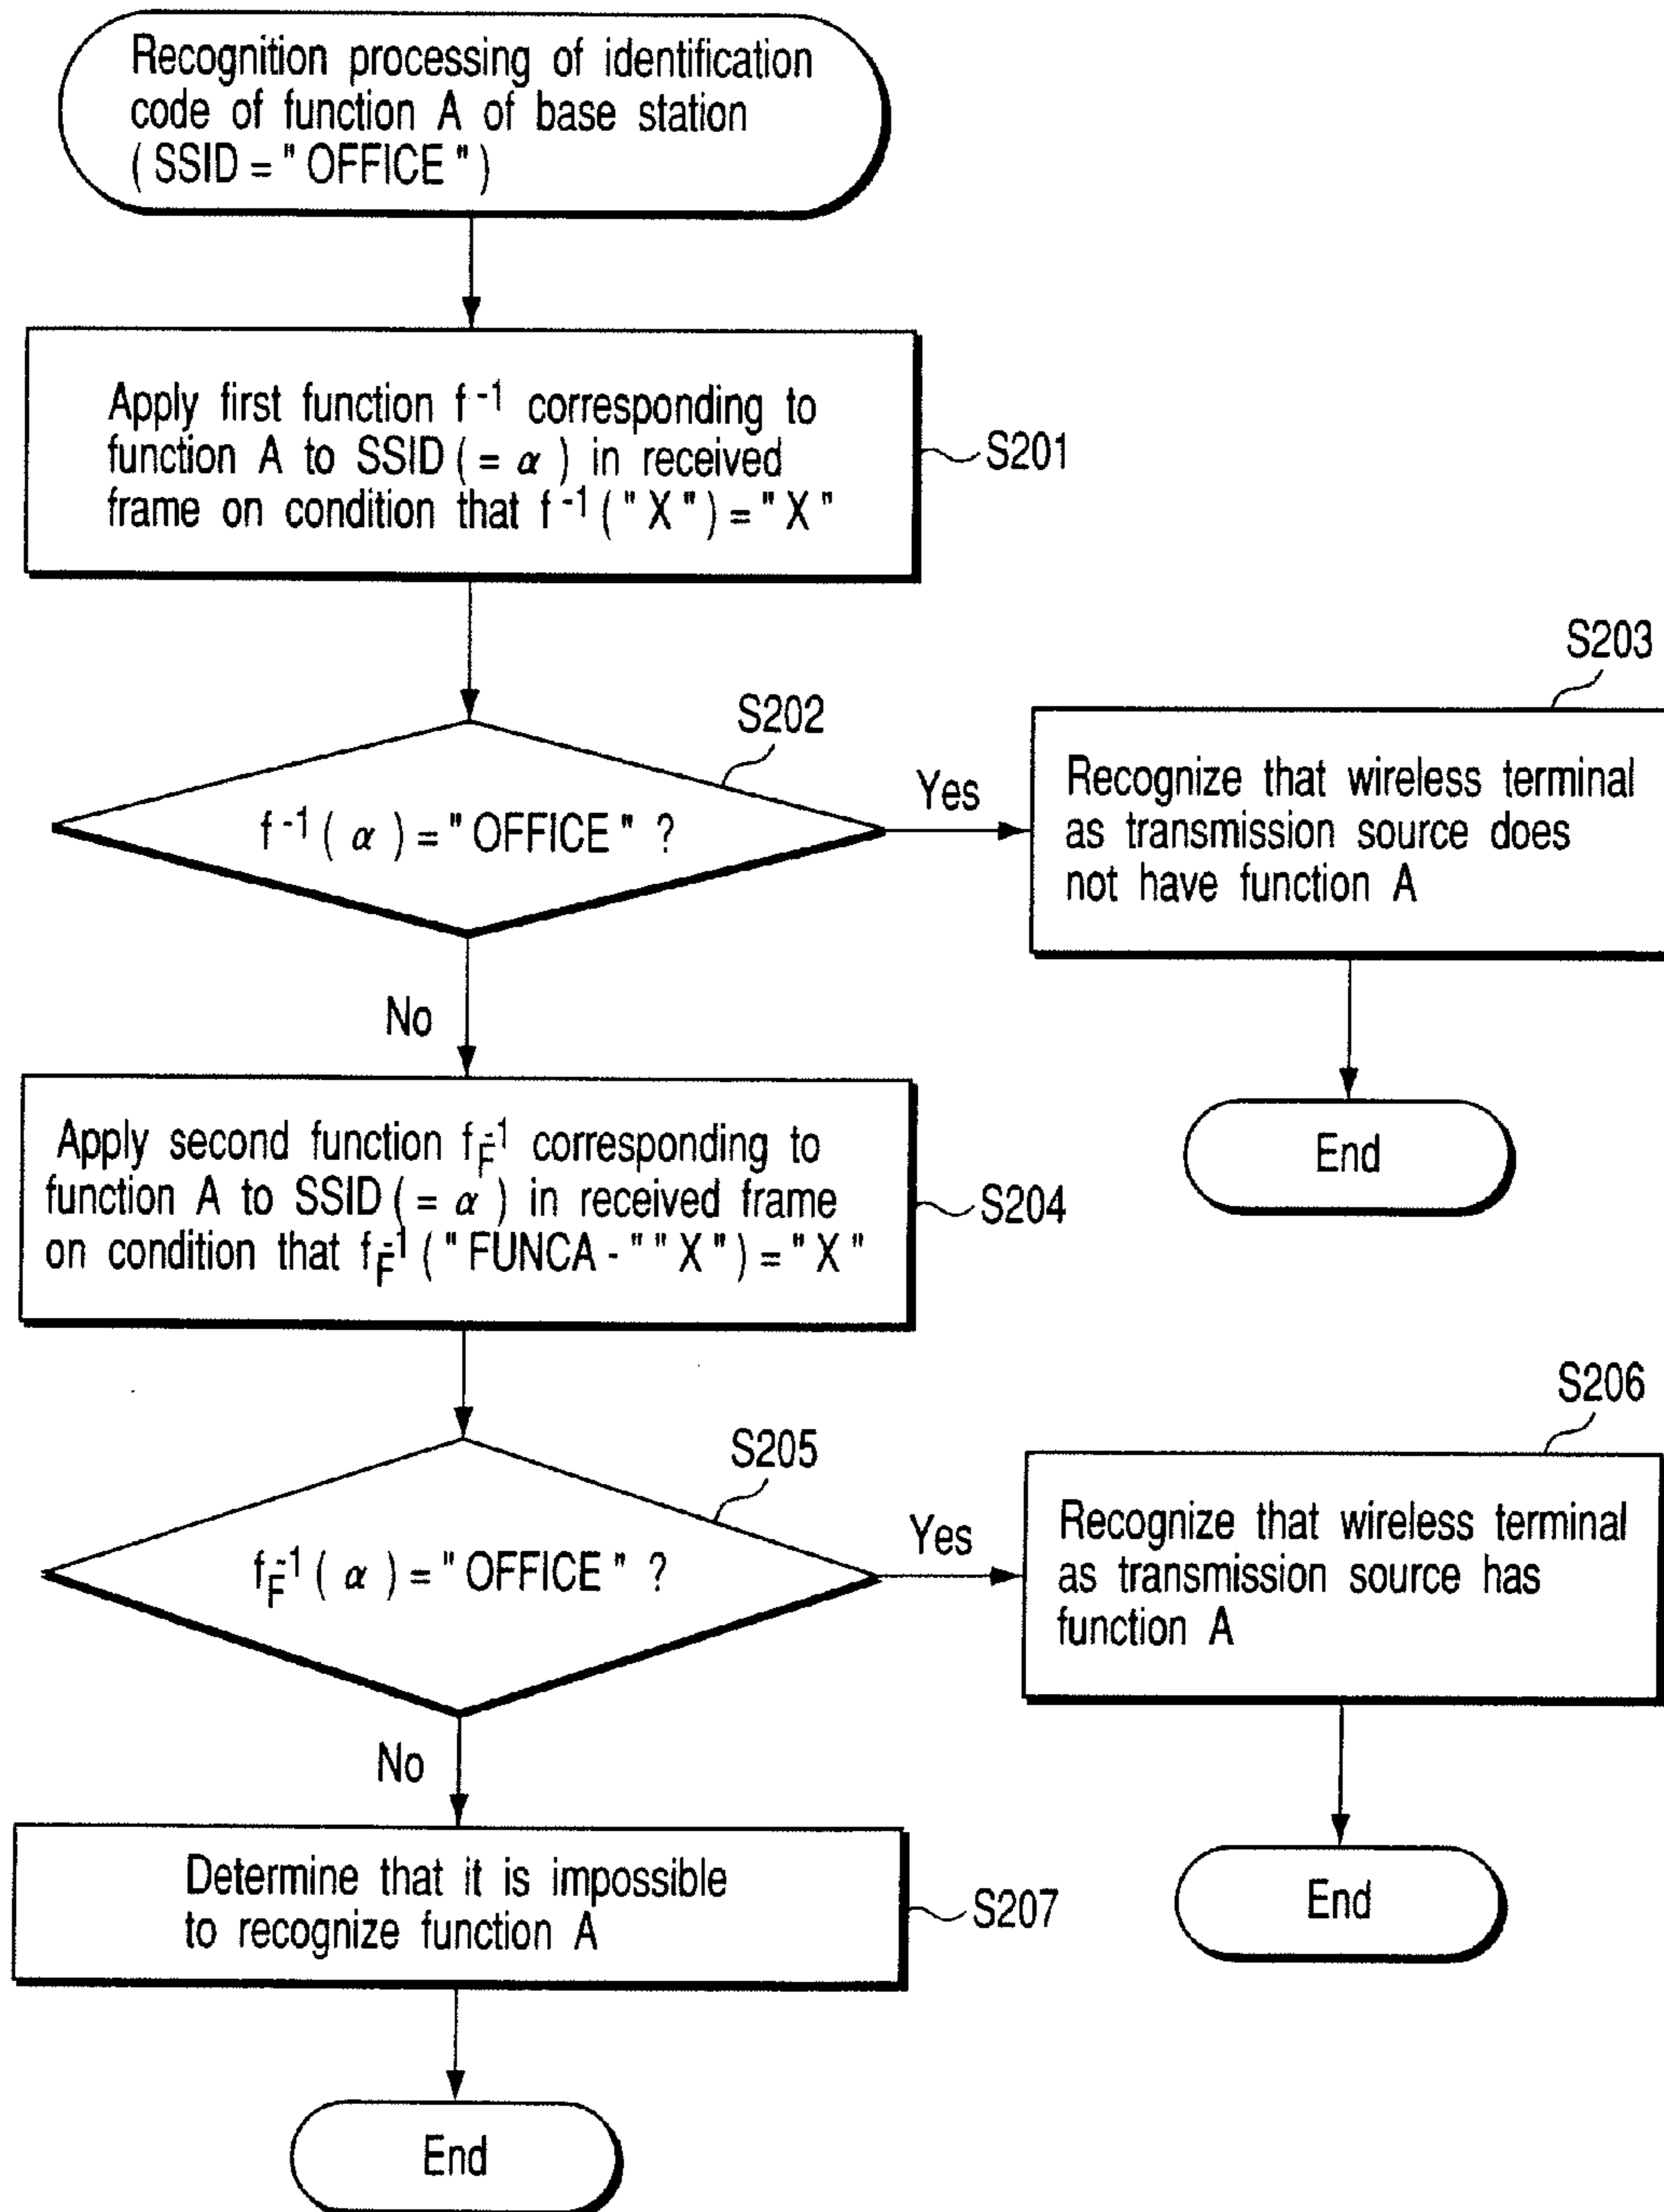 Recognition processing of identification
code of function A of base station
( SSID = " OFFICE " )
Apply first function f⁻¹ corresponding to
function A to SSID ( = α ) in received
frame on condition that f⁻¹ ( " X " ) = " X "
S201
S202
f⁻¹ ( α ) = " OFFICE " ?
Yes
S203
Recognize that wireless terminal
as transmission source does
not have function A
End
No
Apply second function f_F⁻¹ corresponding to
function A to SSID ( = α ) in received frame
on condition that f_F⁻¹ ( " FUNCA - " " X " ) = " X "
S204
S205
f_F⁻¹ ( α ) = " OFFICE " ?
Yes
S206
Recognize that wireless terminal
as transmission source has
function A
End
No
Determine that it is impossible
to recognize function A
S207
End